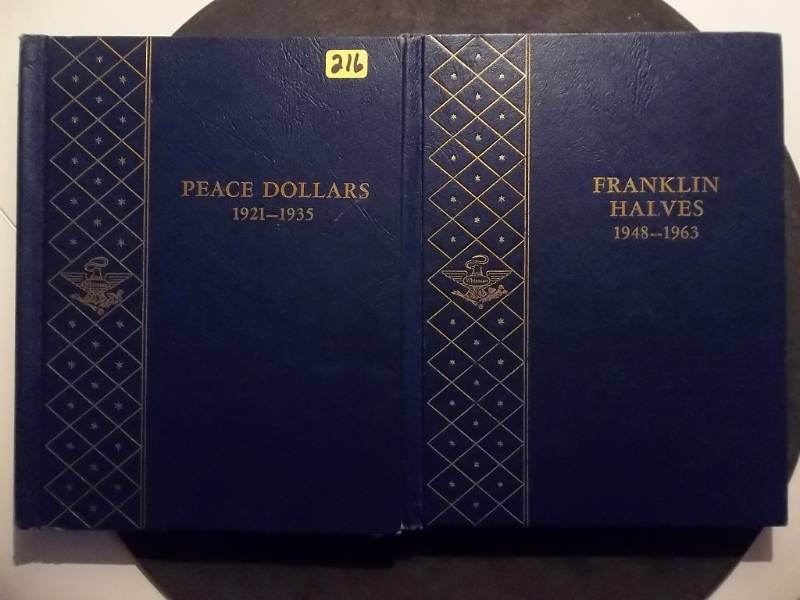 216
PEACE DOLLARS
1921–1935
FRANKLIN
HALVES
1948–1963